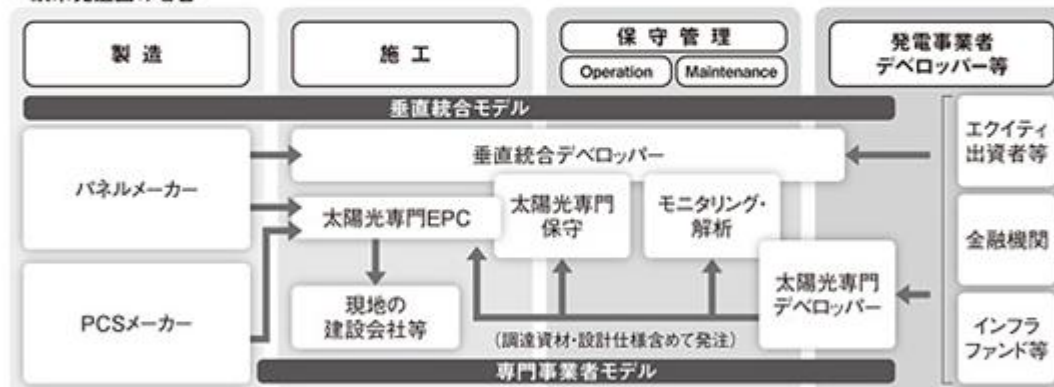 製造
施工
保守管理
Operation
Maintenance
発電事業者
デベロッパー等
垂直統合モデル
パネルメーカー
垂直統合デベロッパー
エクイティ
出資者等
太陽光専門EPC
太陽光専門
保守
モニタリング・
解析
金融機関
PCSメーカー
現地の
建設会社等
太陽光専門
デベロッパー
(調達資材・設計仕様含めて発注)
インフラ
ファンド等
専門事業者モデル